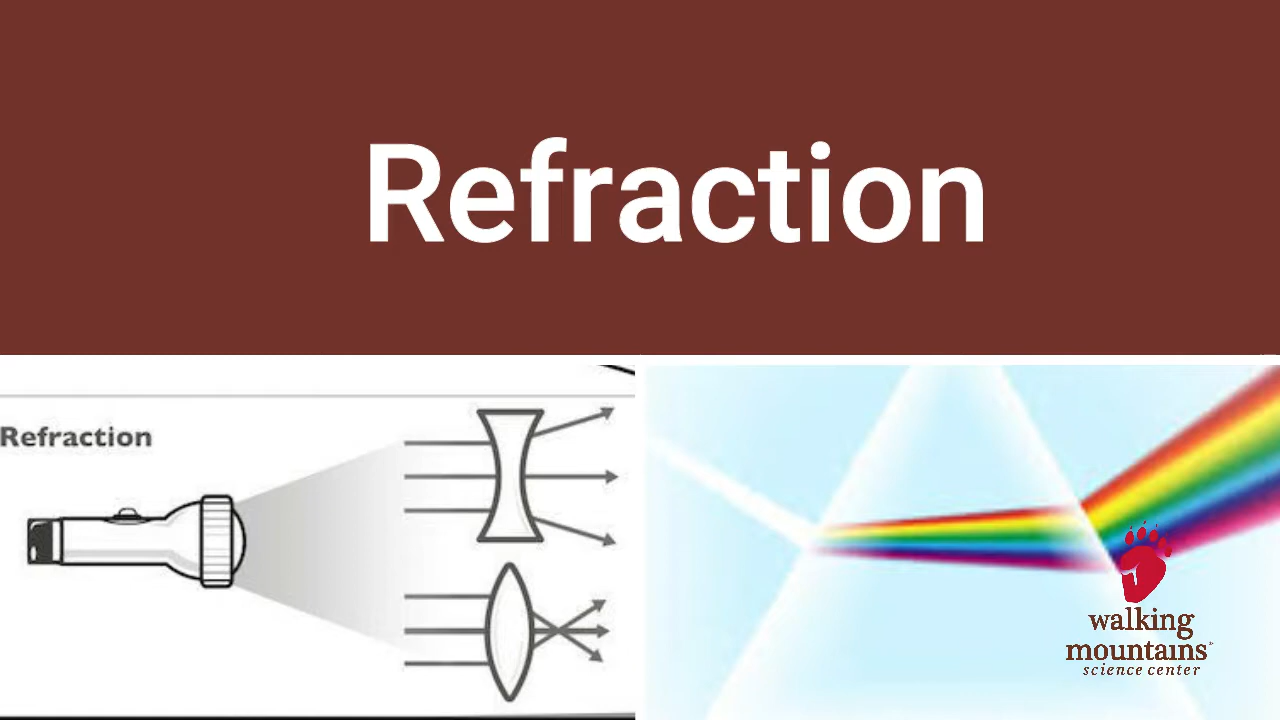 Refraction
Refraction
walking
mountains
science center